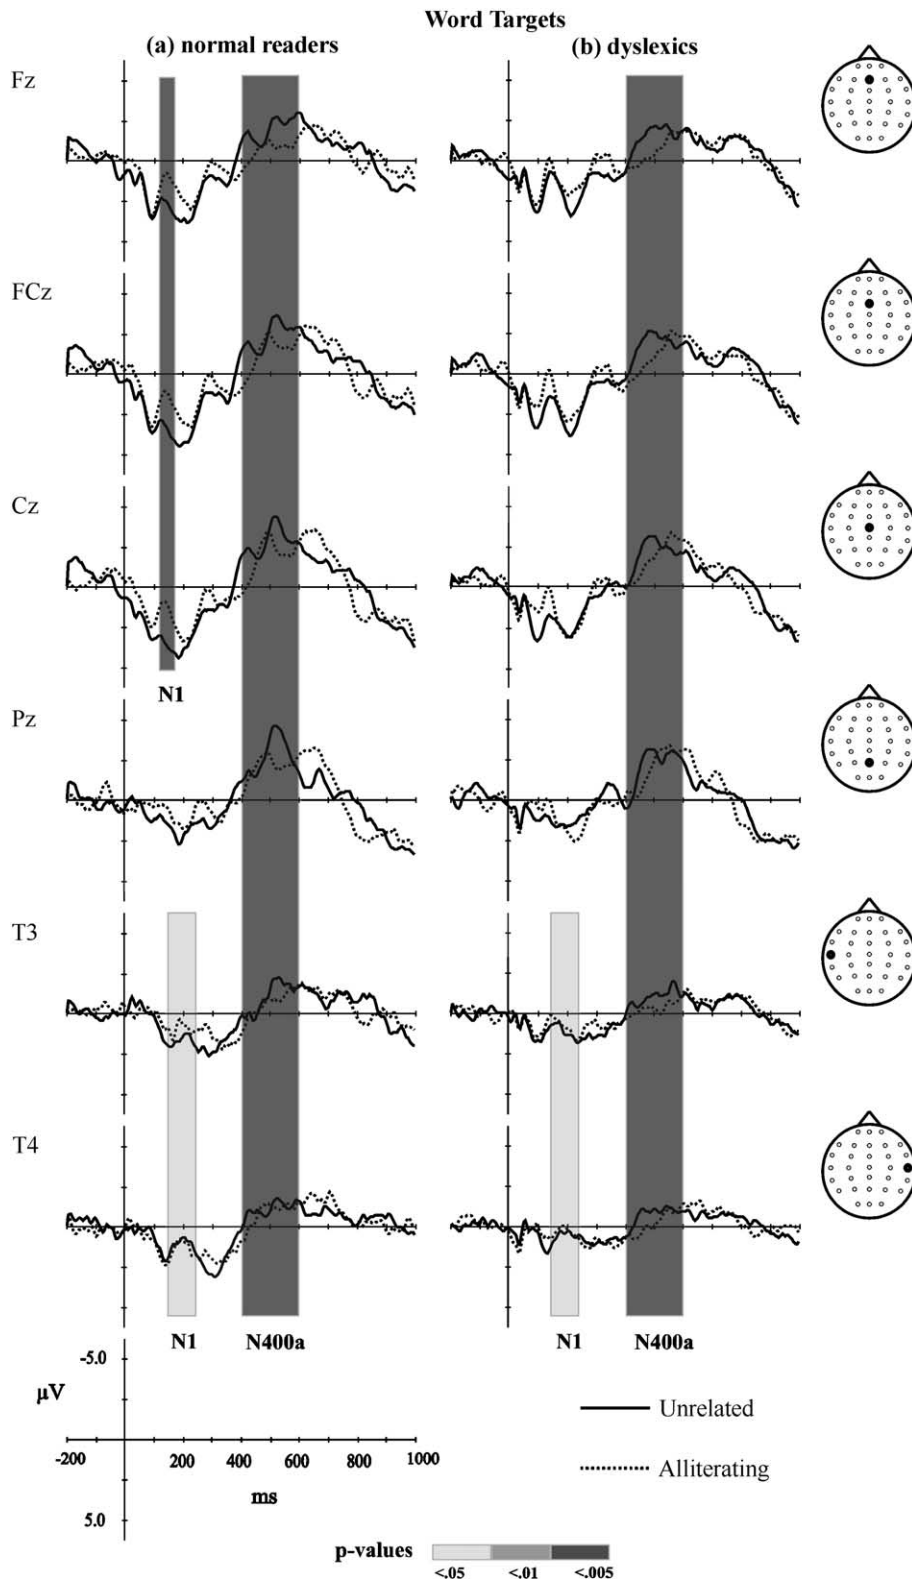 Word Targets
(a) normal readers
(b) dyslexics
Fz
FCz
Cz
N1
Pz
T3
T4
N1
N400a
N1
N400a
-5.0
µV
-200
200
400
600
800
1000
ms
5.0
Unrelated
Alliterating
p-values
<.05
<.01
<.005